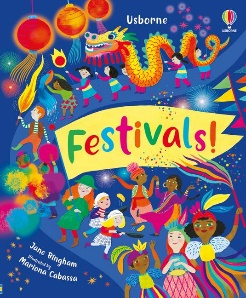 Usborne
Festivals!
Jane Bingham
Illustrated by
Mariona Cabassa